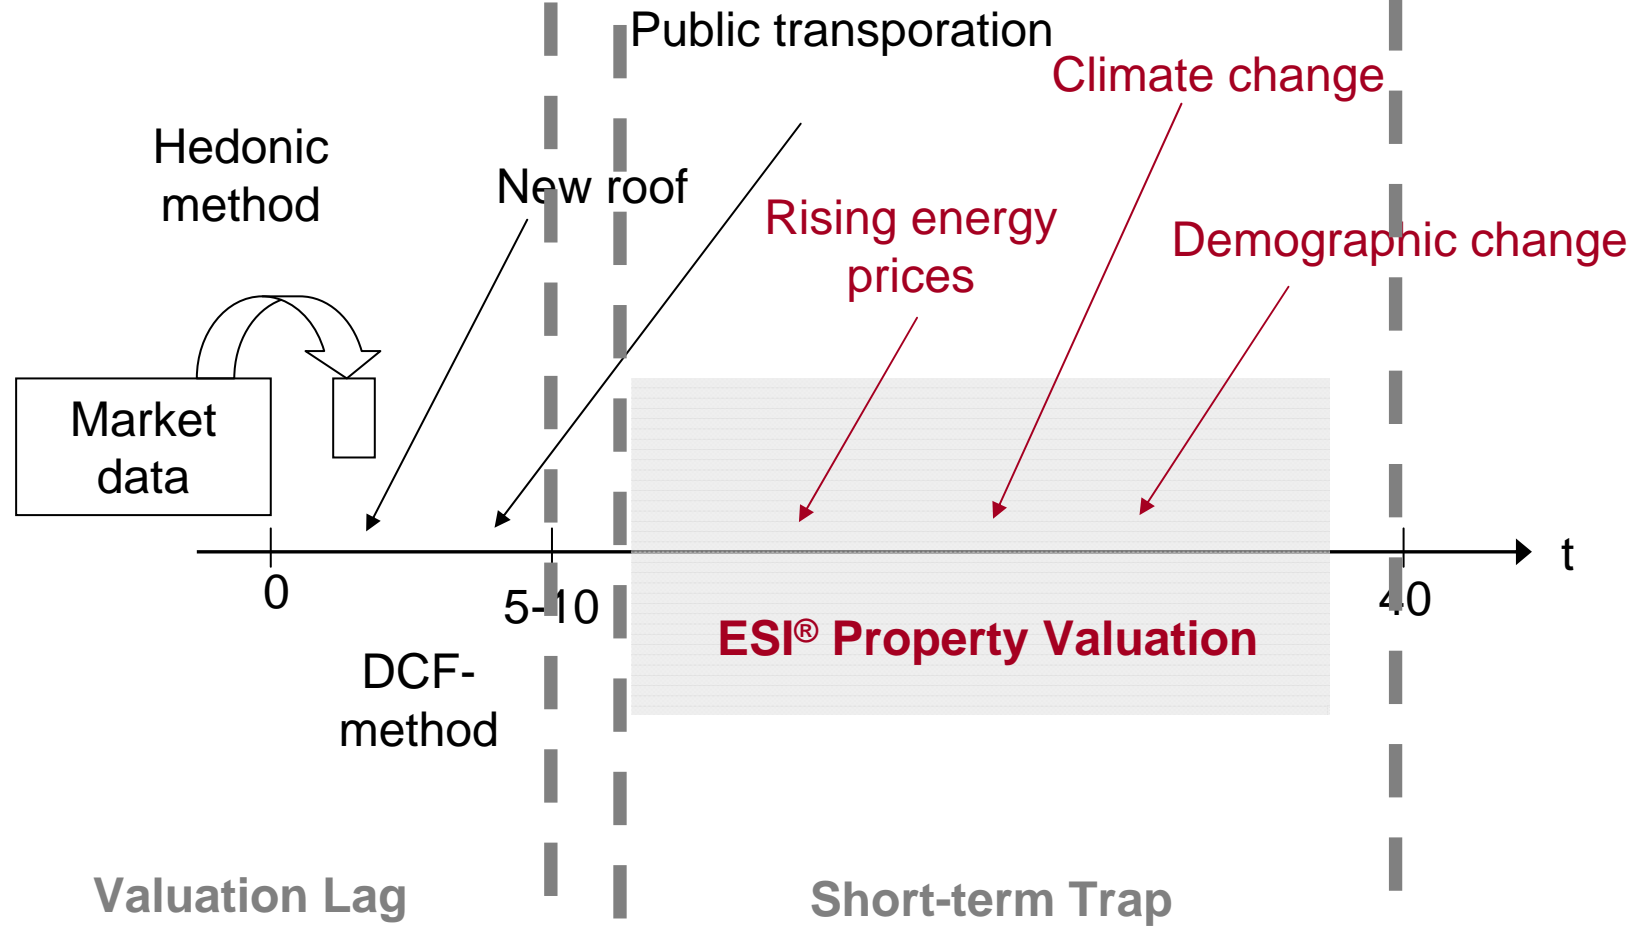 Public transporation
Climate change
Hedonic
method
New roof
Rising energy
prices
Demographic change
Market
data
t
0
5-10
40
ESI® Property Valuation
DCF-
method
Valuation Lag
Short-term Trap